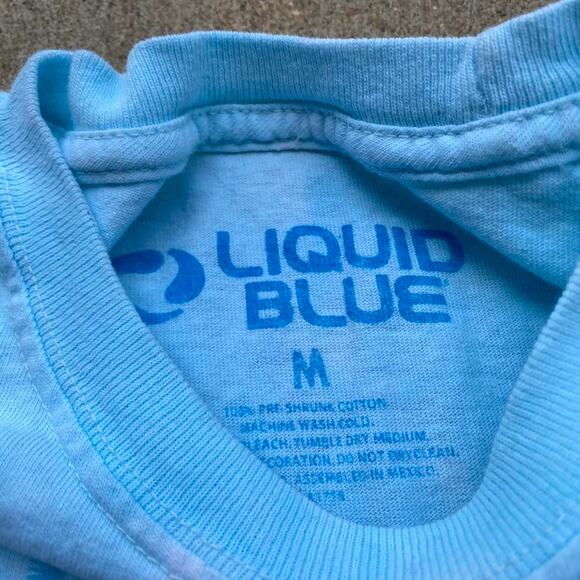 LIQUID
BLUE
M
100% PRE-SHRUNK COTTON
MACHINE WASH COLD.
BLEACH, TUMBLE DRY MEDIUM.
DO NOT DRY CLEAN.
ASSEMBLED IN MEXICO